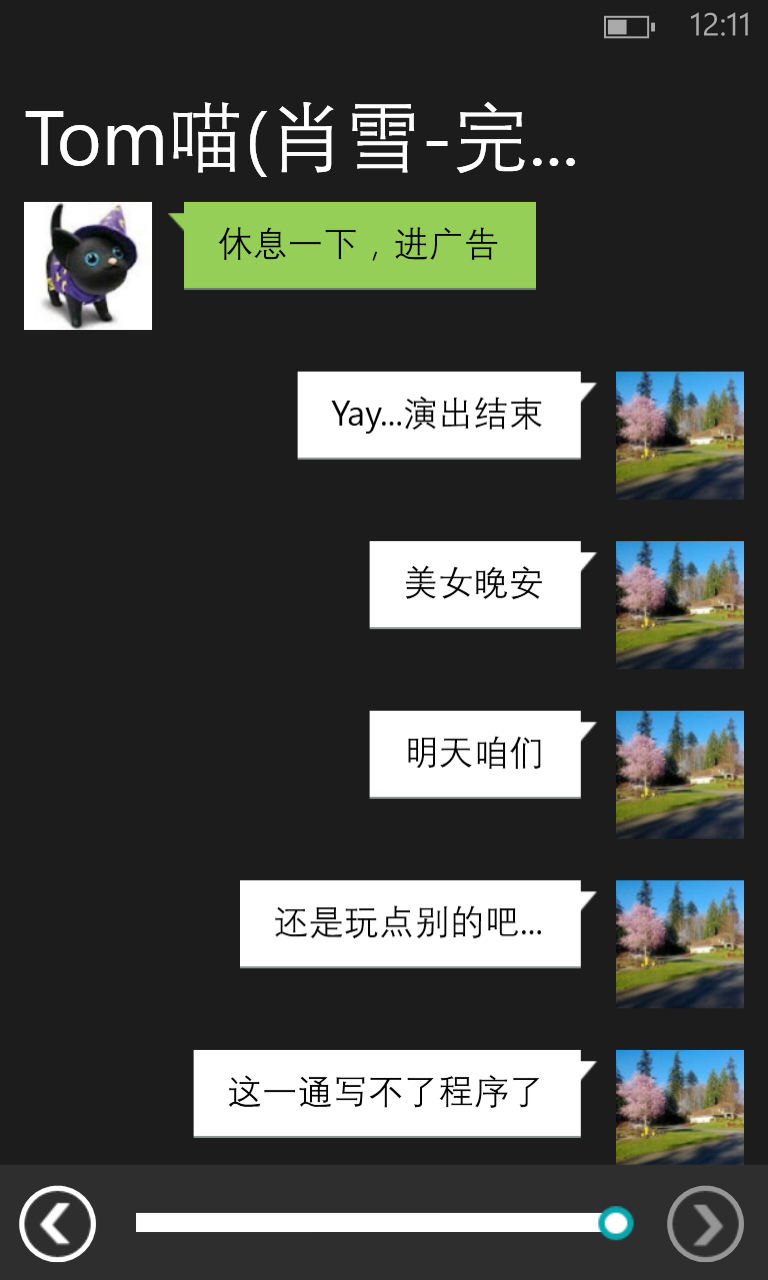 12:11
Tom喵(肖雪-完...
休息一下，进广告
Yay...演出结束
美女晚安
明天咱们
还是玩点别的吧...
这一通写不了程序了